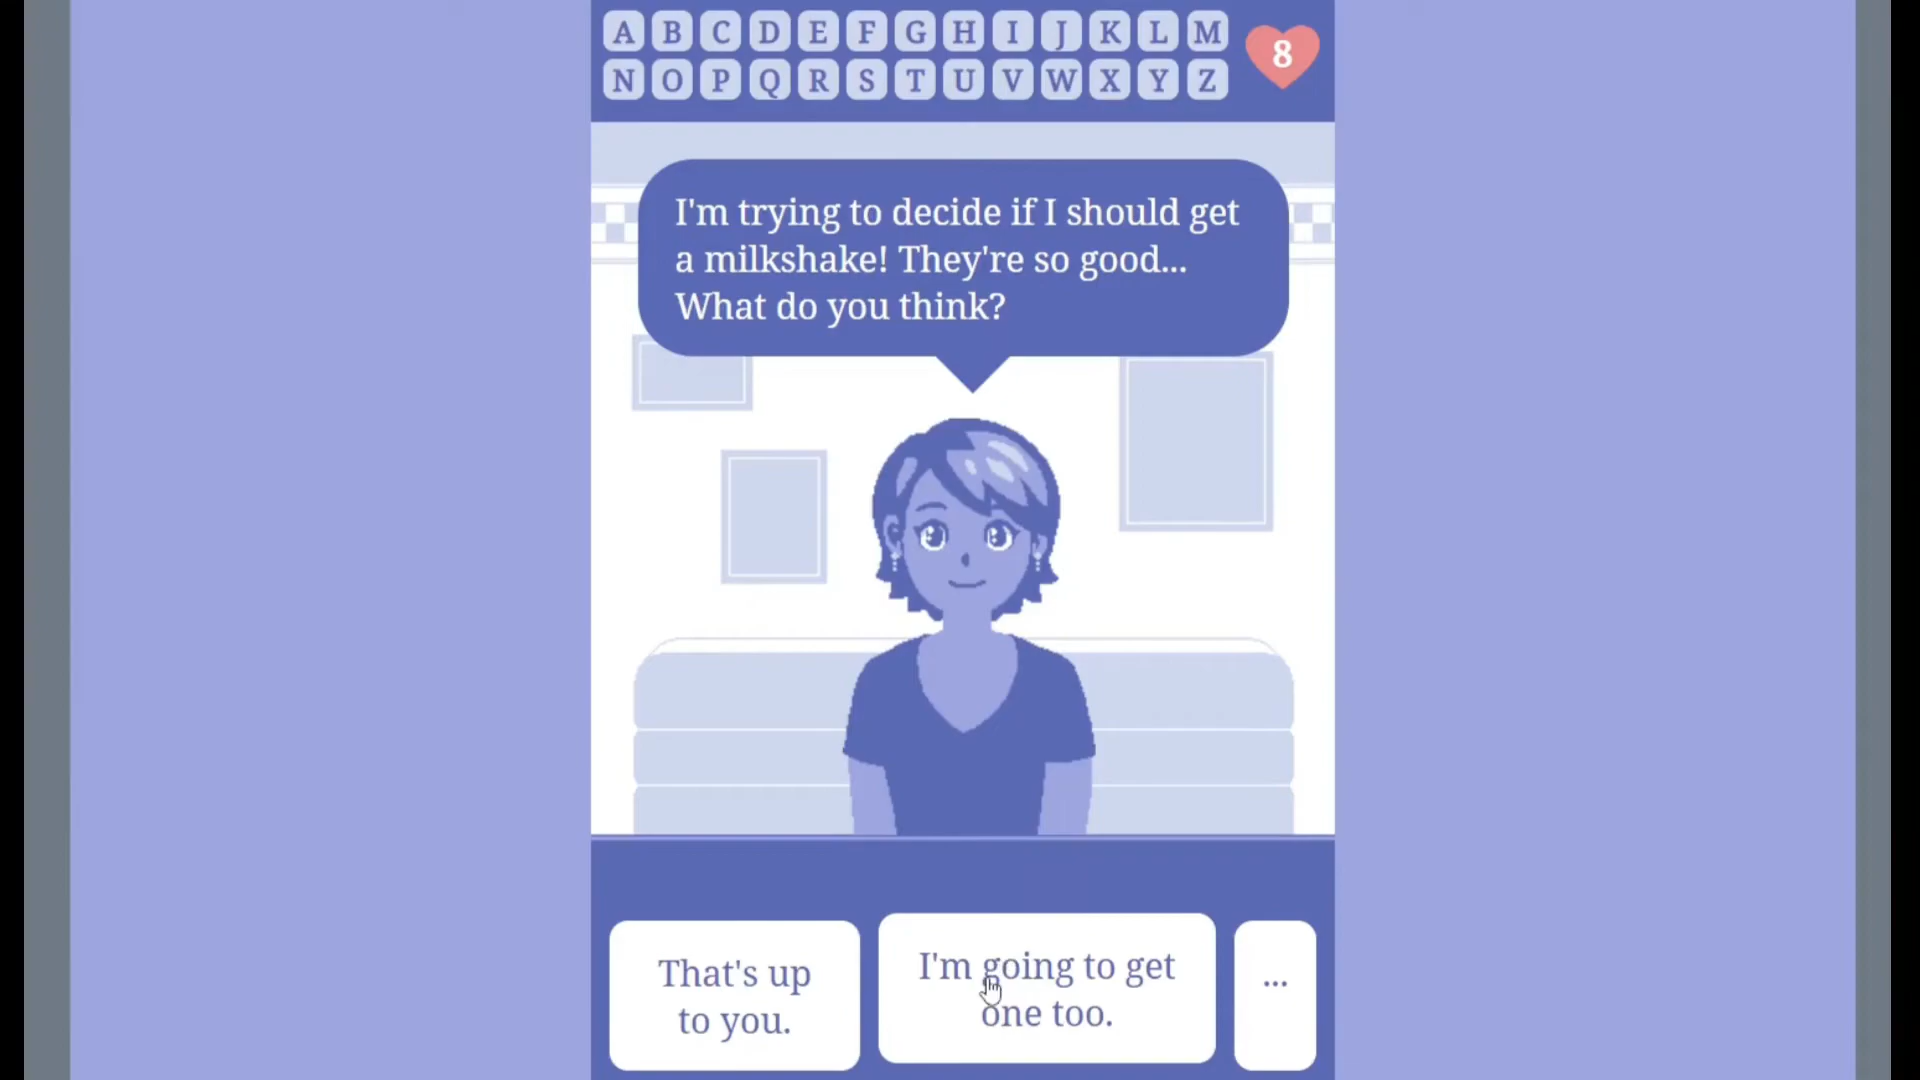 A B C D E F G H I J K L M
8
N O P Q R S T U V W X Y Z
I'm trying to decide if I should get
a milkshake! They're so good...
What do you think?
That's up
to you.
I'm going to get
one too.
...